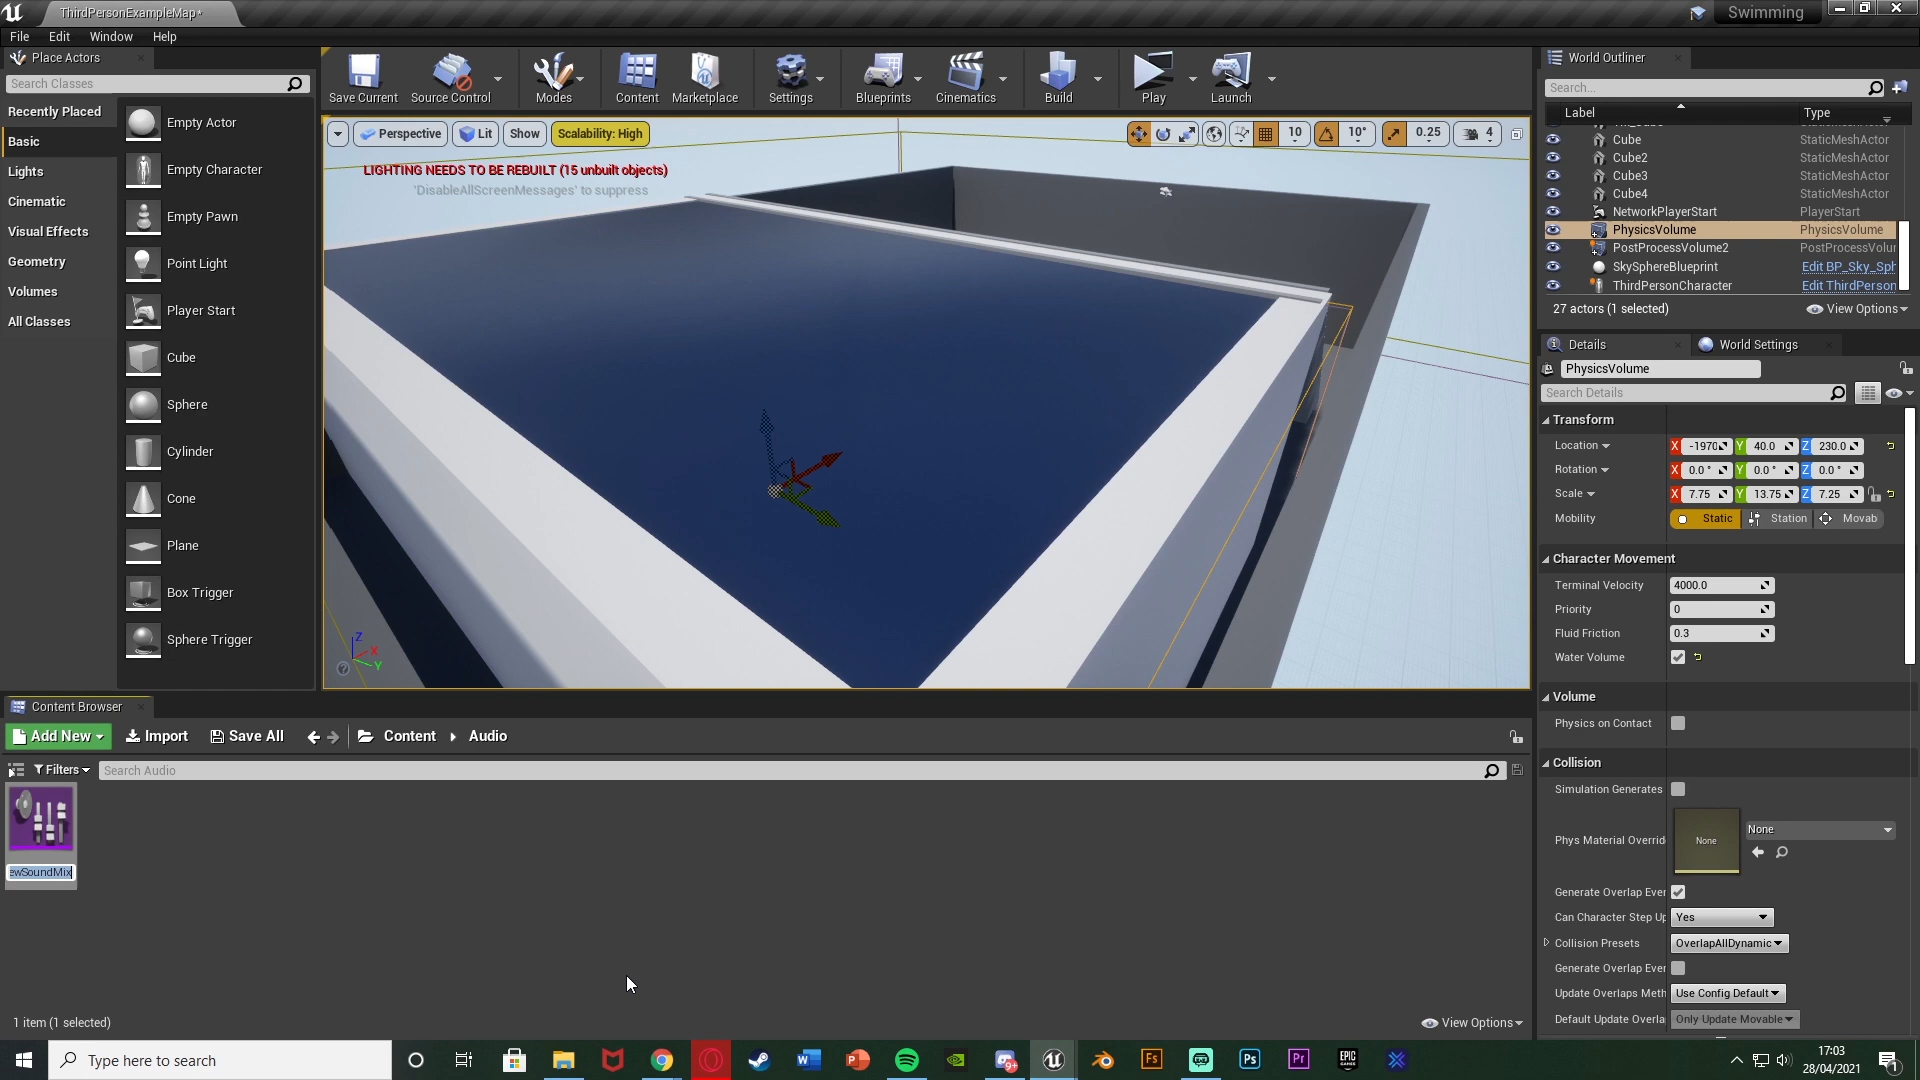 ThirdPersonExampleMap*
Swimming
File Edit Window Help
Place Actors
Search Classes
Recently Placed
Basic
Lights
Cinematic
Visual Effects
Geometry
Volumes
All Classes
Empty Actor
Empty Character
Empty Pawn
Point Light
Player Start
Cube
Sphere
Cylinder
Cone
Plane
Box Trigger
Sphere Trigger
Save Current
Source Control
Modes
Content
Marketplace
Settings
Blueprints
Cinematics
Build
Play
Launch
Perspective
Lit
Show
Scalability: High
10
10°
0.25
4
LIGHTING NEEDS TO BE REBUILT (15 unbuilt objects)
'DisableAllScreenMessages' to suppress
Z
X
Y
World Outliner
Search...
Label Type
Cube StaticMeshActor
Cube2 StaticMeshActor
Cube3 StaticMeshActor
Cube4 StaticMeshActor
NetworkPlayerStart PlayerStart
PhysicsVolume PhysicsVolume
PostProcessVolume2 PostProcessVolur
SkySphereBlueprint Edit BP_Sky_Sph
ThirdPersonCharacter Edit ThirdPerson
27 actors (1 selected) View Options
Details
World Settings
PhysicsVolume
Search Details
Transform
Location X -1970 Y 40.0 Z 230.0
Rotation X 0.0 ° Y 0.0 ° Z 0.0 °
Scale X 7.75 Y 13.75 Z 7.25
Mobility Static Station Movab
Character Movement
Terminal Velocity 4000.0
Priority 0
Fluid Friction 0.3
Water Volume
Volume
Physics on Contact
Collision
Simulation Generates
Phys Material Overrid None None
Generate Overlap Ever
Can Character Step Up Yes
Collision Presets OverlapAllDynamic
Generate Overlap Ever
Update Overlaps Meth Use Config Default
Default Update Overla Only Update Movable
Content Browser
Add New Import Save All Content Audio
Filters Search Audio
ewSoundMix
1 item (1 selected)
View Options
Type here to search
W
P
9+
Fs
Ps
Pr
EPIC GAMES
17:03
28/04/2021
1